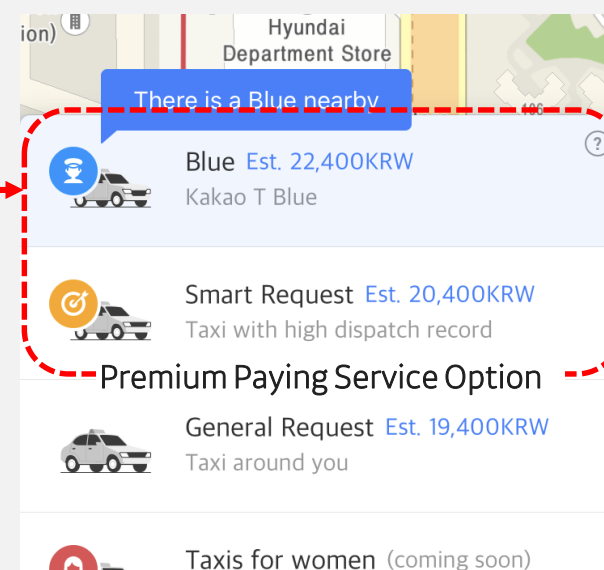 ion)
Hyundai
Department Store
There is a Blue nearby
106
Blue Est. 22,400KRW
?
Kakao T Blue
Smart Request Est. 20,400KRW
Taxi with high dispatch record
Premium Paying Service Option
General Request Est. 19,400KRW
Taxi around you
Taxis for women (coming soon)